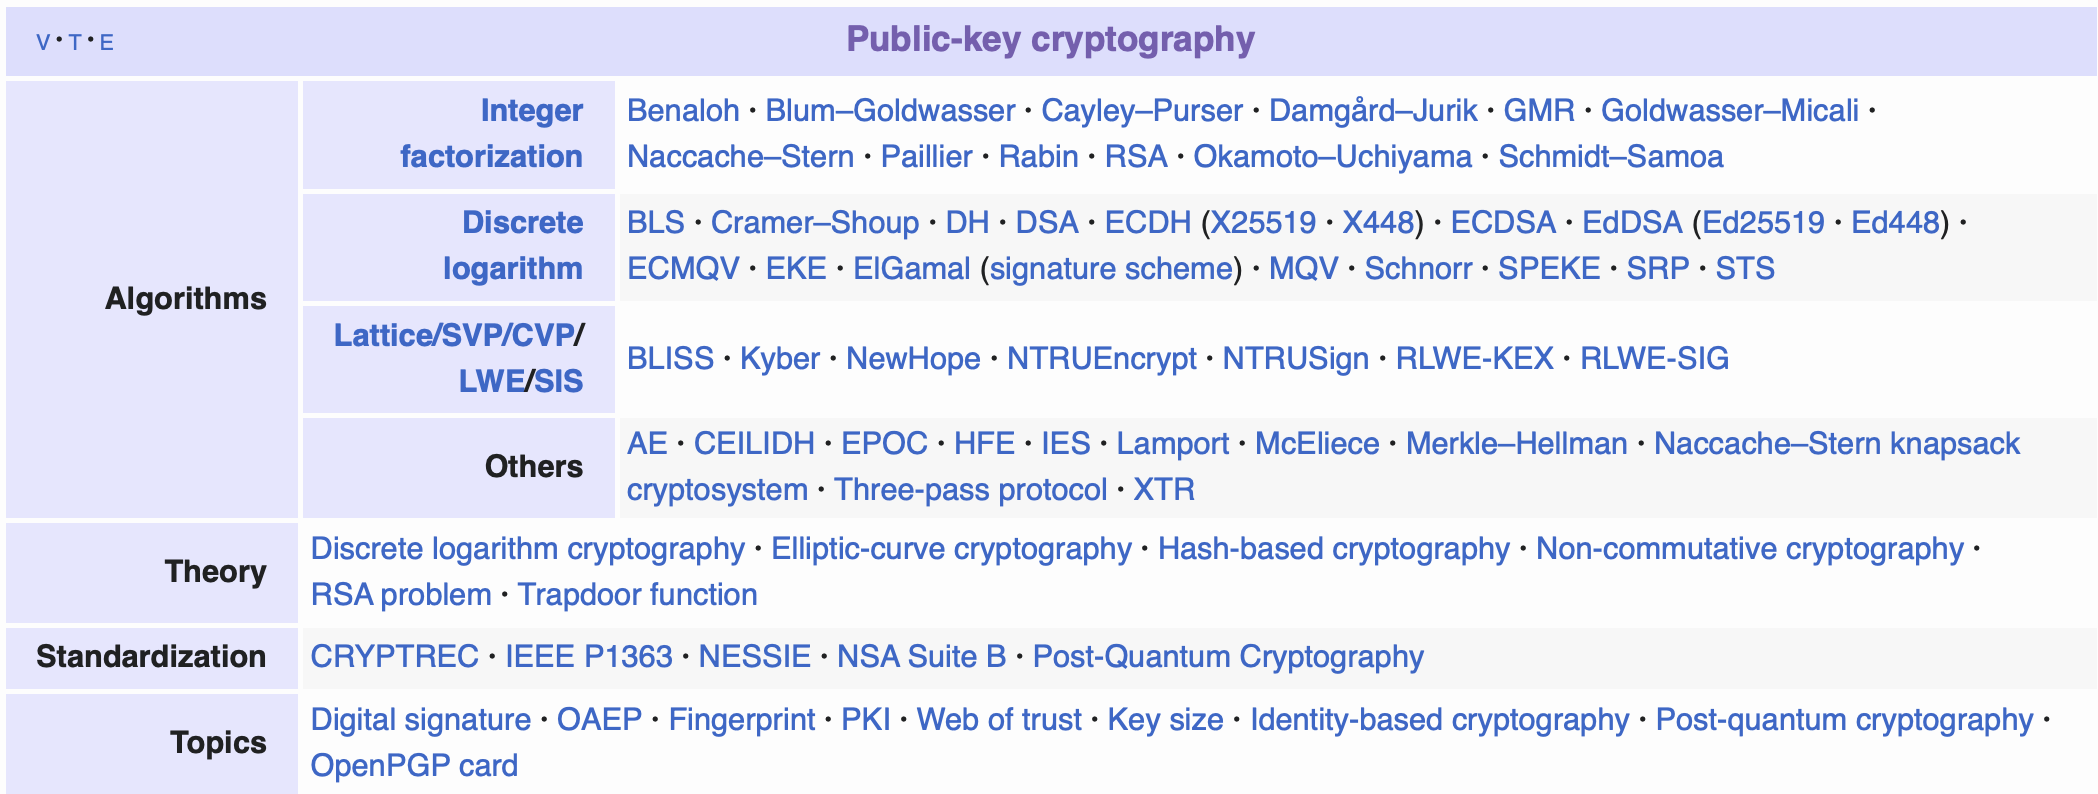 V · T · E
Public-key cryptography
Algorithms
Integer
factorization
Benaloh · Blum–Goldwasser · Cayley–Purser · Damgård–Jurik · GMR · Goldwasser–Micali ·
Naccache–Stern · Paillier · Rabin · RSA · Okamoto–Uchiyama · Schmidt–Samoa
Discrete
logarithm
BLS · Cramer–Shoup · DH · DSA · ECDH (X25519 · X448) · ECDSA · EdDSA (Ed25519 · Ed448) ·
ECMQV · EKE · ElGamal (signature scheme) · MQV · Schnorr · SPEKE · SRP · STS
Lattice/SVP/CVP/
LWE/SIS
BLISS · Kyber · NewHope · NTRUEncrypt · NTRUSign · RLWE-KEX · RLWE-SIG
Others
AE · CEILIDH · EPOC · HFE · IES · Lamport · McEliece · Merkle–Hellman · Naccache–Stern knapsack
cryptosystem · Three-pass protocol · XTR
Theory
Discrete logarithm cryptography · Elliptic-curve cryptography · Hash-based cryptography · Non-commutative cryptography ·
RSA problem · Trapdoor function
Standardization
CRYPTREC · IEEE P1363 · NESSIE · NSA Suite B · Post-Quantum Cryptography
Topics
Digital signature · OAEP · Fingerprint · PKI · Web of trust · Key size · Identity-based cryptography · Post-quantum cryptography ·
OpenPGP card